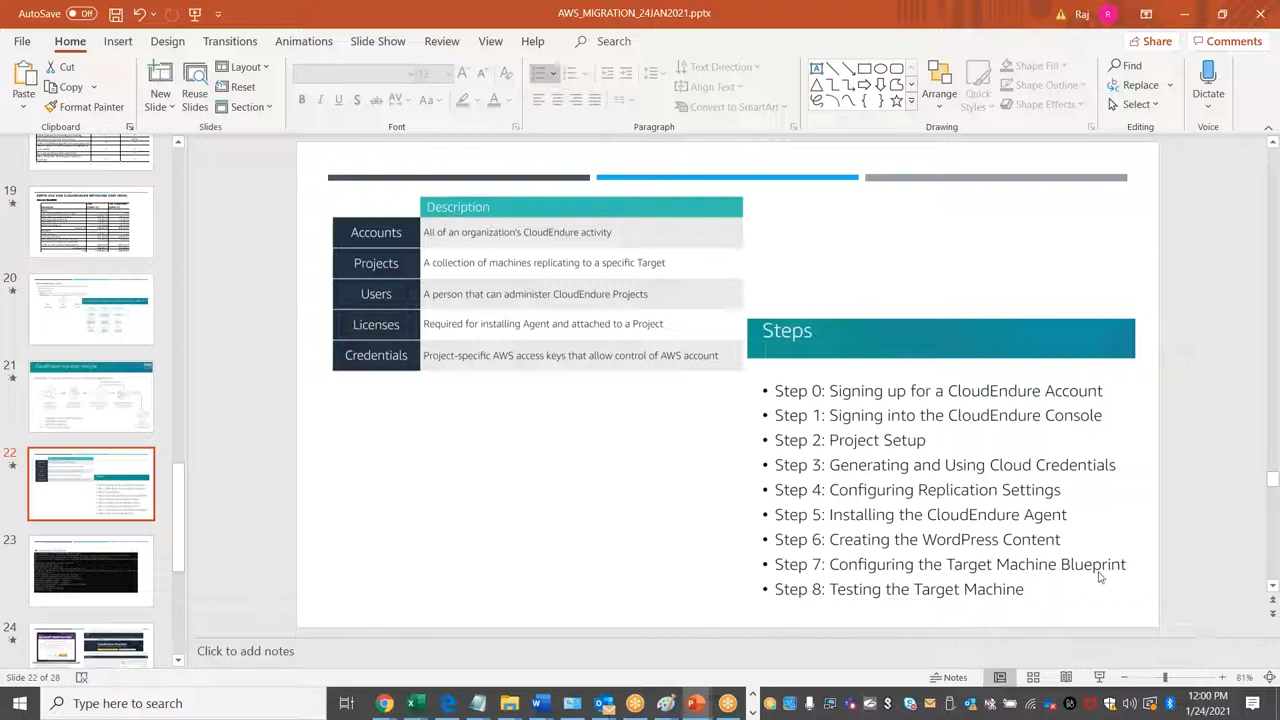 AutoSave Off
AWS_MIGRATION_24JAN2021.pptx
Raj R
File Home Insert Design Transitions Animations Slide Show Review View Help Search
Share Comments
Paste
Cut
Copy
Format Painter
Clipboard
New Slide
Reuse Slides
Layout
Reset
Section
Slides
Font
Text Direction
Align Text
Convert to SmartArt
Paragraph
Arrange
Quick Styles
Shape Fill
Shape Outline
Shape Effects
Drawing
Find
Replace
Select
Editing
Dictate
Voice
19
20
21
22
23
24
Description
Accounts All of an organization's CloudEndure activity
Projects A collection of machines replicating to a specific Target
Users A person that can administer CloudEndure Projects
Licenses Required for installing Agent and attached to a Project
Credentials Project-specific AWS access keys that allow control of AWS account
Steps
• Step 0: Signing up for a CloudEndure Account
• Step 1: Signing into the CloudEndure Console
• Step 2: Project Setup
• Step 3: Generating and Using Cloud Credentials
• Step 4: Configuring Replication Settings
• Step 5: Installing the CloudEndure Agent
• Step 6: Creating the WordPress Content
• Step 7: Configuring the Target Machine Blueprint
• Step 8: Testing the Target Machine
Click to add notes
Slide 22 of 28
Notes
81%
Type here to search
12:00 PM
1/24/2021